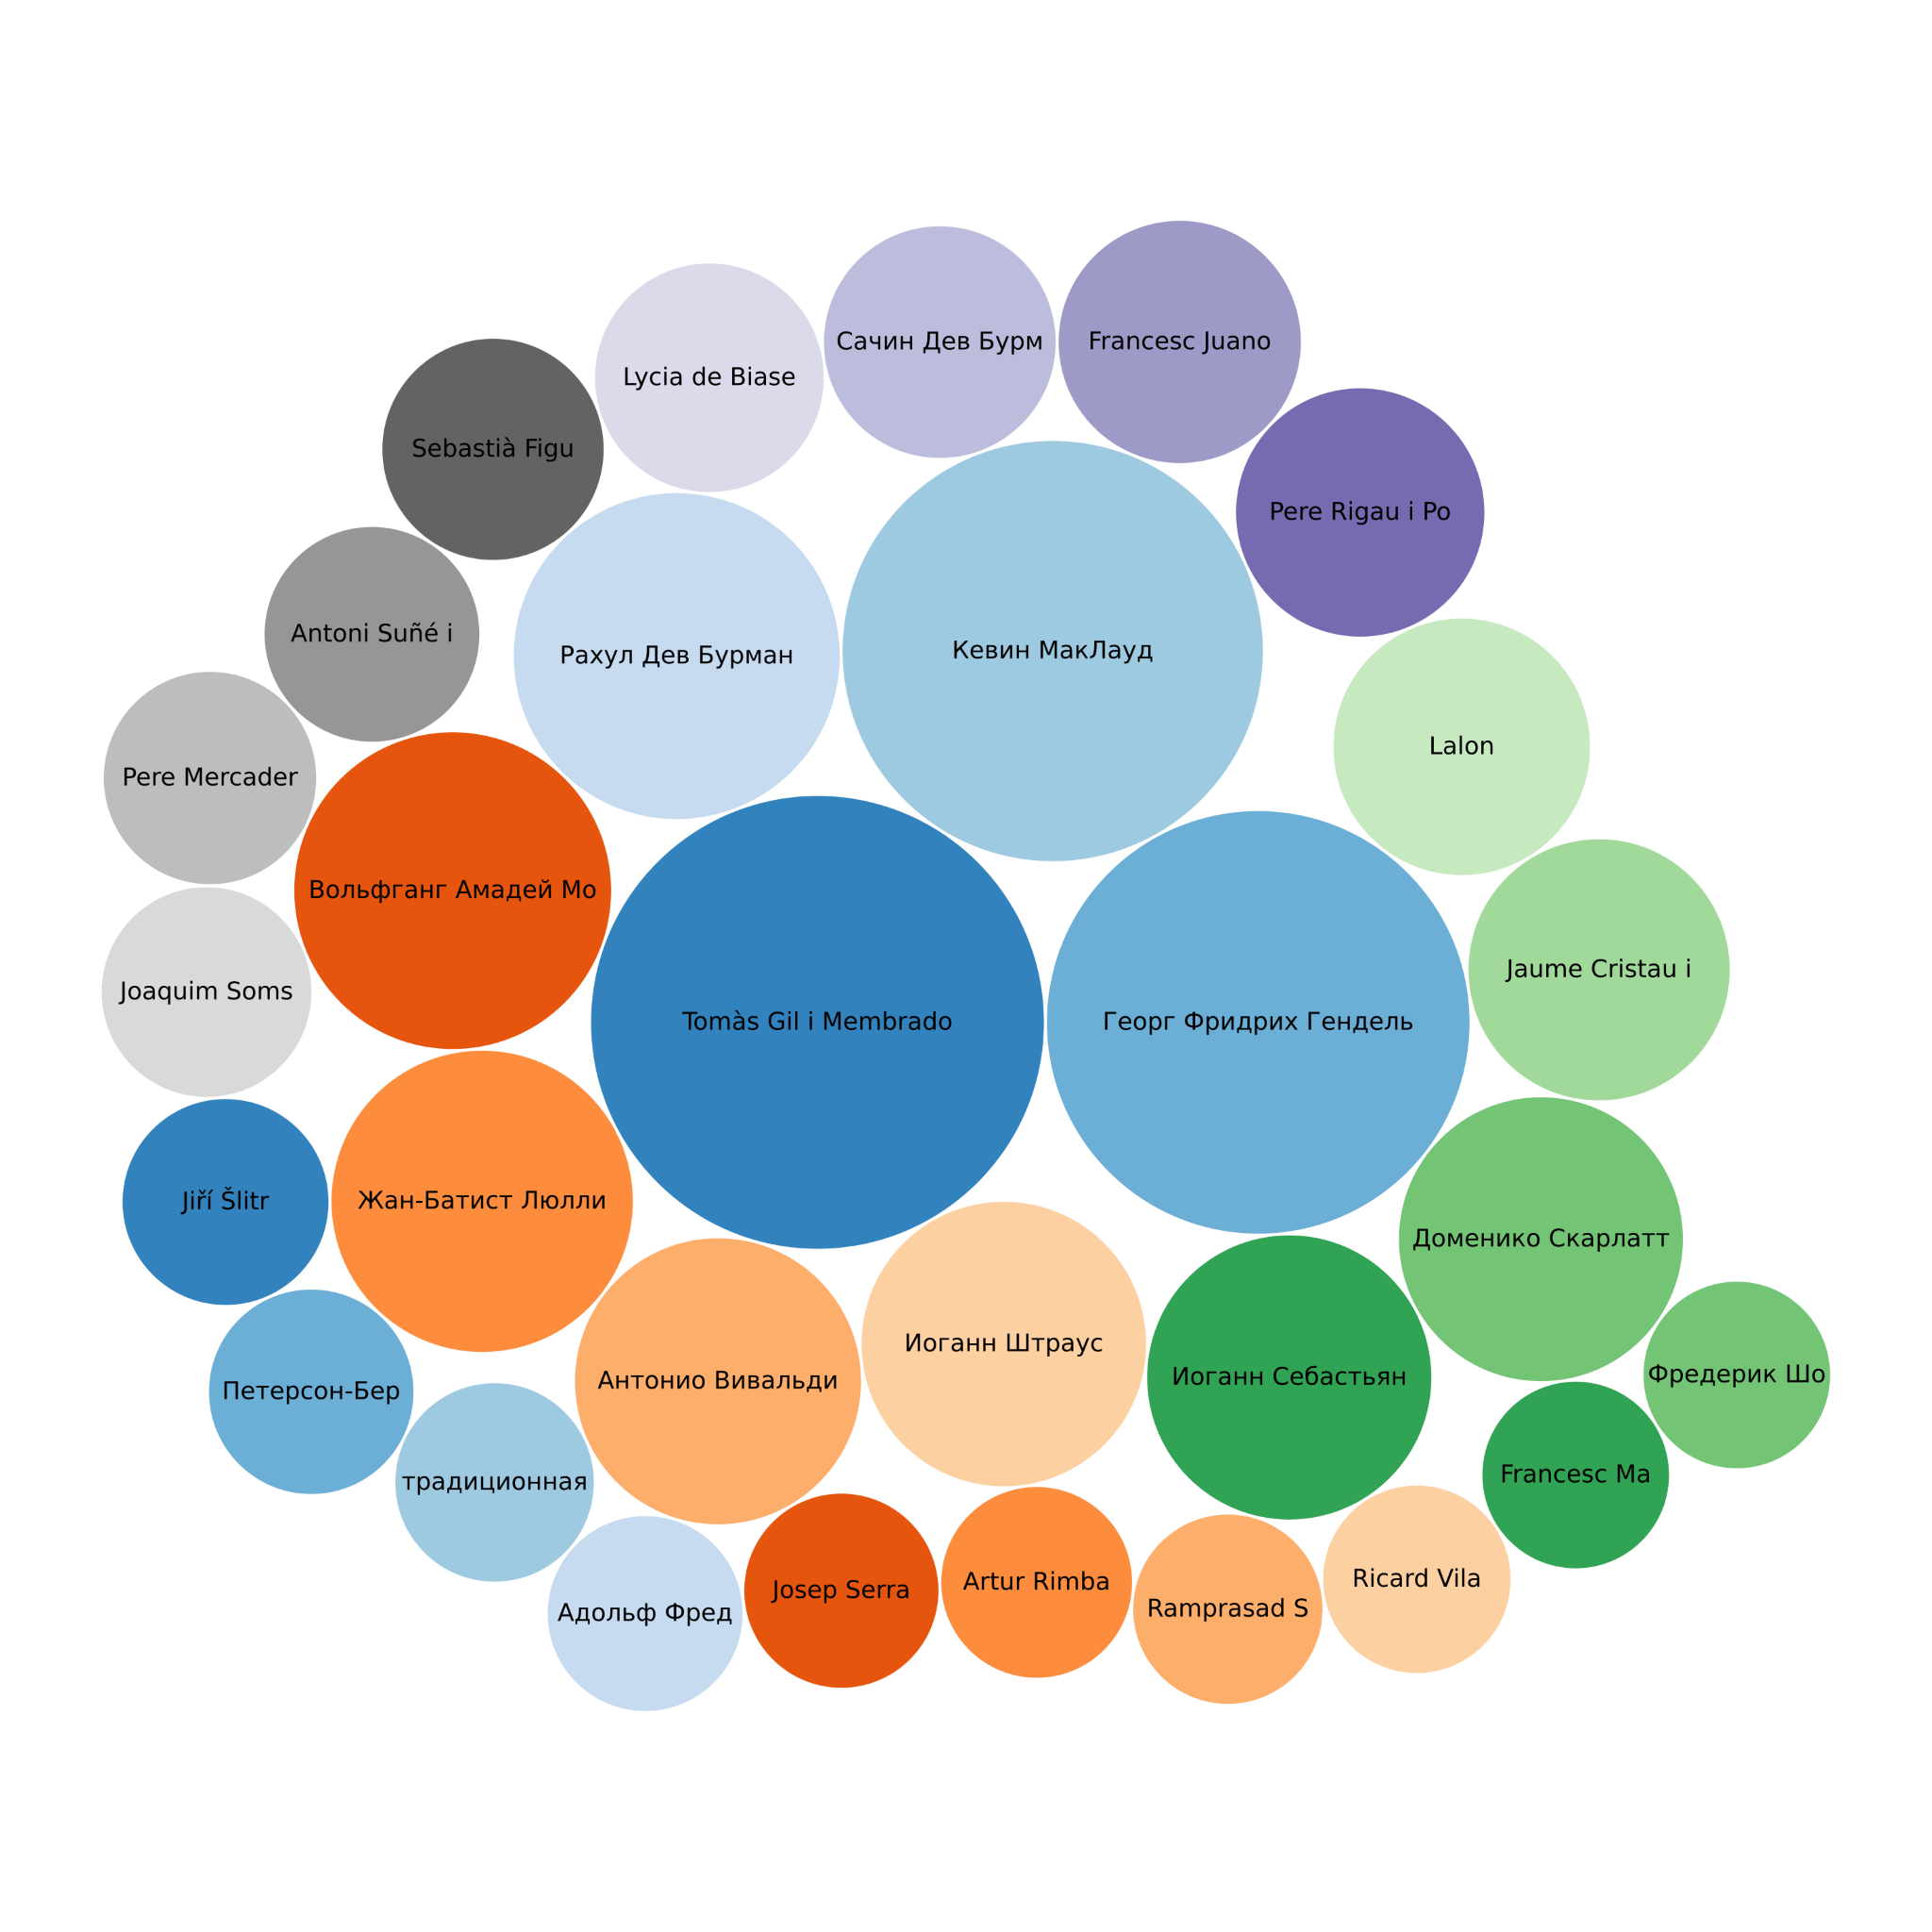 Сачин Дев Бурм
Francesc Juano
Lycia de Biase
Sebastià Figu
Pere Rigau i Po
Antoni Suñé i
Рахул Дев Бурман
Кевин МакЛауд
Lalon
Pere Mercader
Вольфганг Амадей Мо
Jaume Cristau i
Joaquim Soms
Tomàs Gil i Membrado
Георг Фридрих Гендель
Jiří Šlitr
Жан-Батист Люлли
Доменико Скарлатт
Иоганн Штраус
Фредерик Шо
Петерсон-Бер
Антонио Вивальди
Иоганн Себастьян
традиционная
Francesc Ma
Адольф Фред
Josep Serra
Artur Rimba
Ramprasad S
Ricard Vila